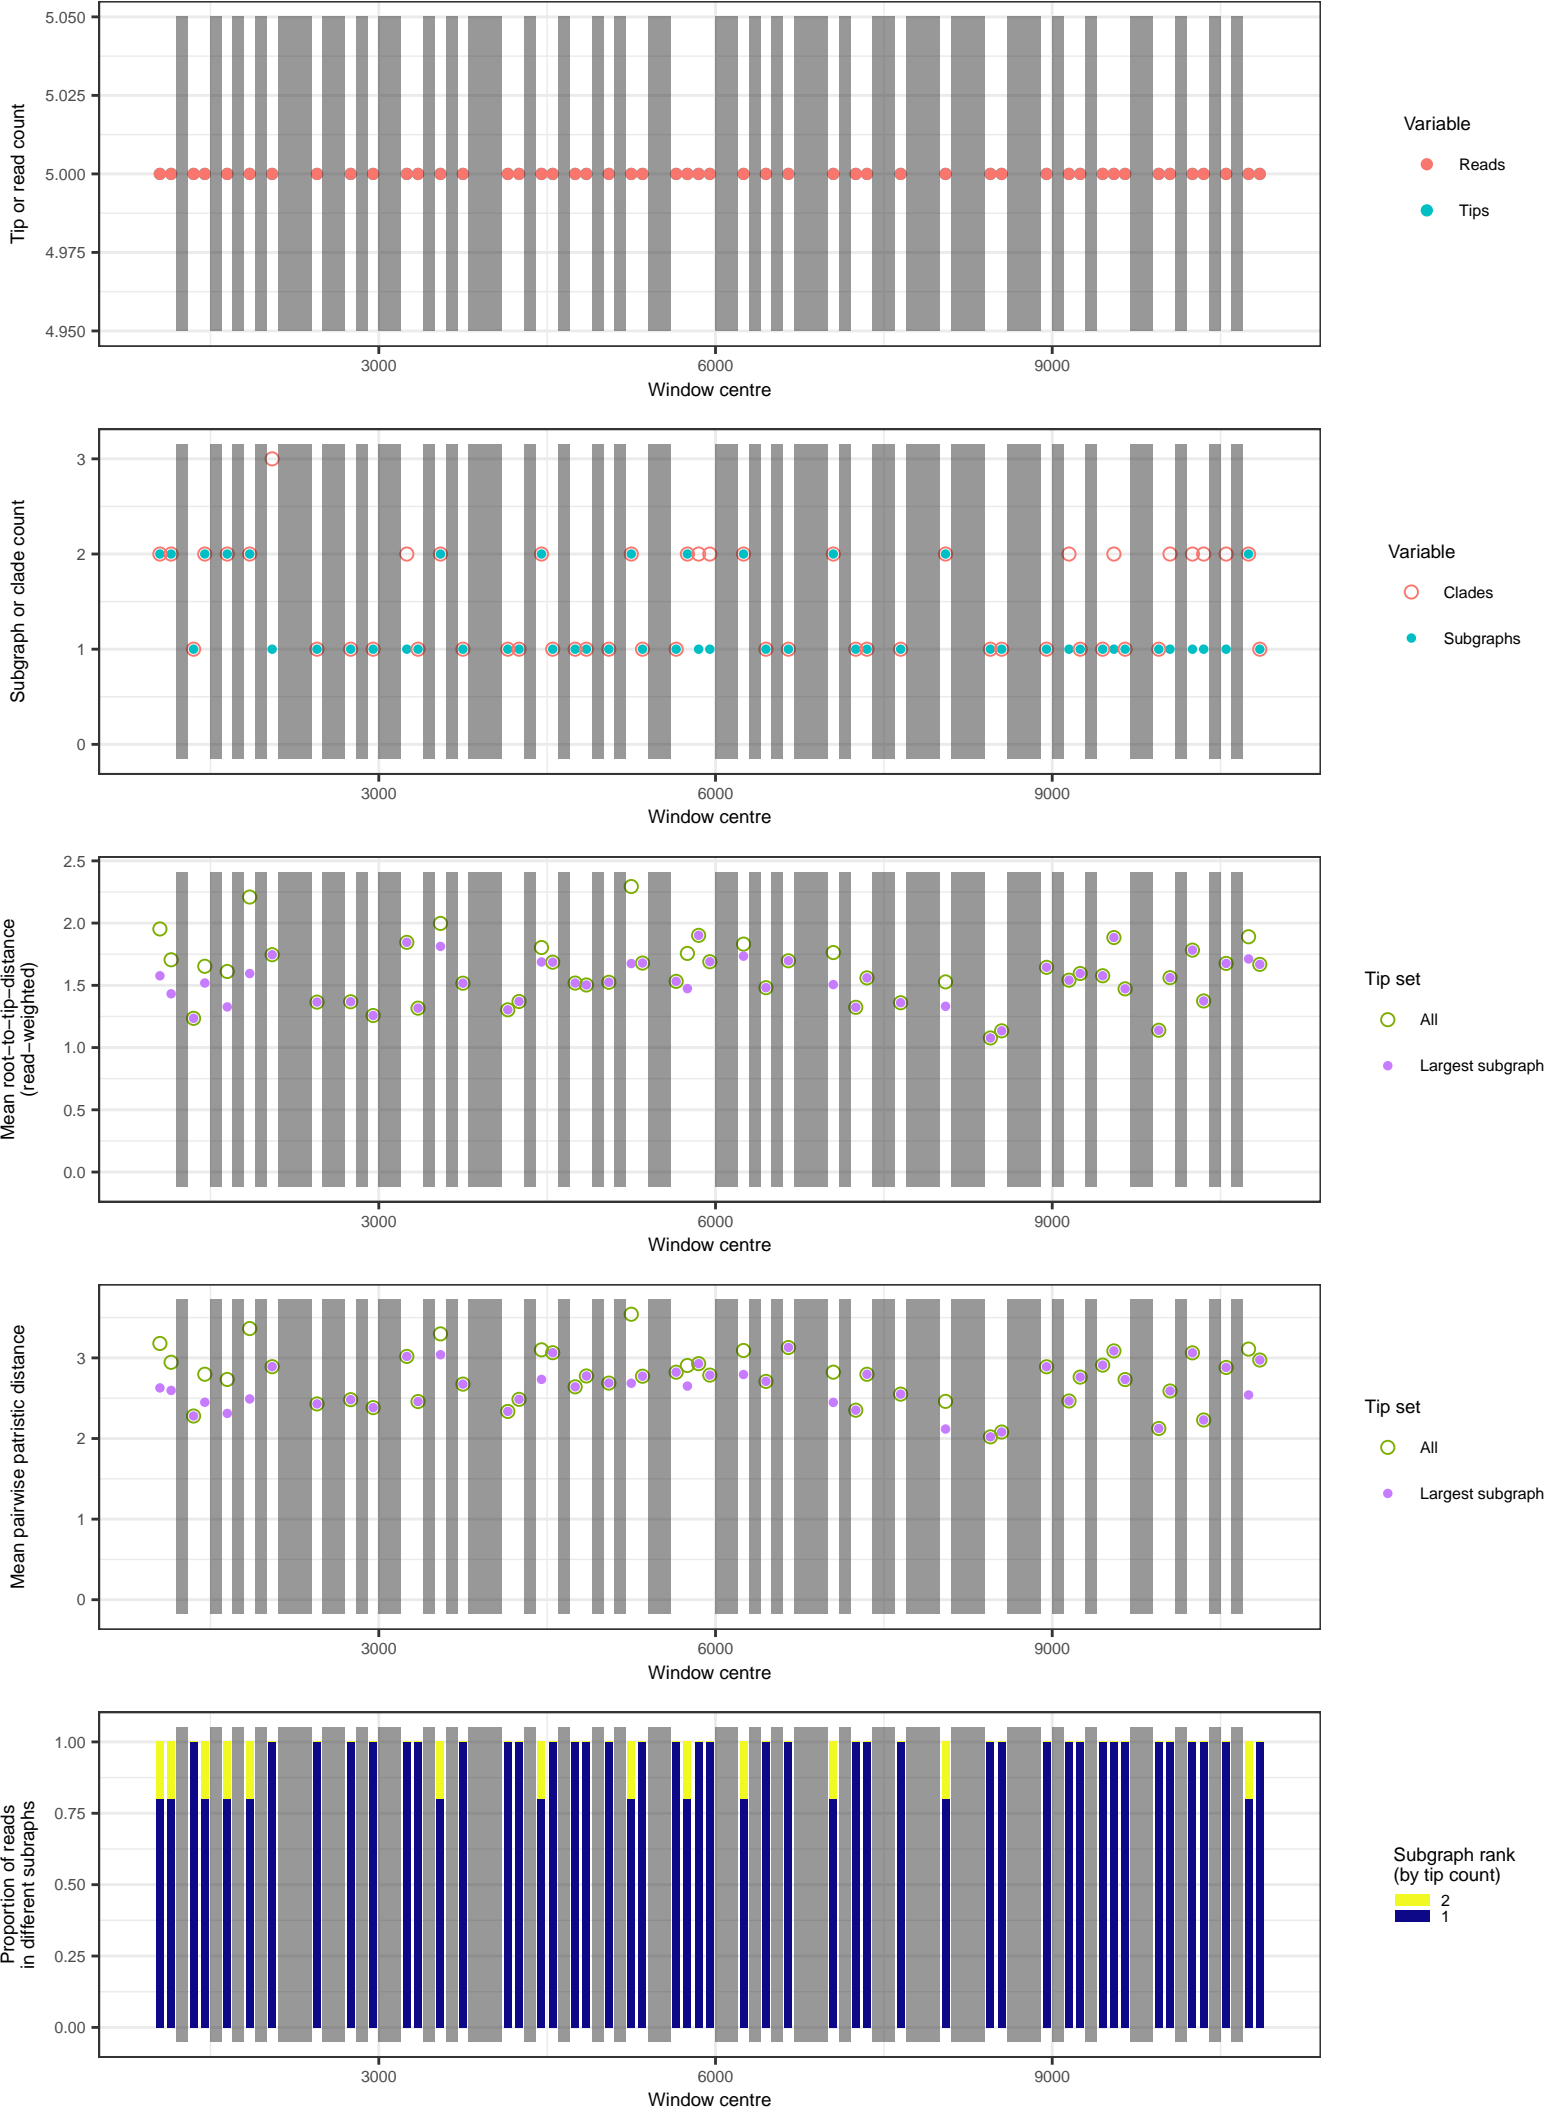 5.050
5.025
5.000
4.975
4.950
Tip or read count
3000 6000 9000
Window centre
Variable
Reads
Tips
3
2
1
0
Subgraph or clade count
3000 6000 9000
Window centre
Variable
Clades
Subgraphs
2.5
2.0
1.5
1.0
0.5
0.0
Mean root−to−tip−distance
(read−weighted)
3000 6000 9000
Window centre
Tip set
All
Largest subgraph
3
2
1
0
Mean pairwise patristic distance
3000 6000 9000
Window centre
Tip set
All
Largest subgraph
1.00
0.75
0.50
0.25
0.00
Proportion of reads
in different subraphs
3000 6000 9000
Window centre
Subgraph rank
(by tip count)
2
1